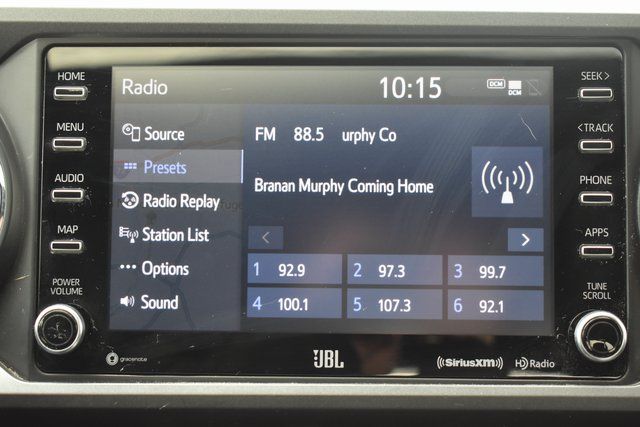 HOME
MENU
AUDIO
MAP
POWER
VOLUME
Radio
10:15
DCM
DCM
Source
Presets
Radio Replay
Station List
Options
Sound
FM 88.5 urphy Co
Branan Murphy Coming Home
<
>
1 92.9 2 97.3 3 99.7
4 100.1 5 107.3 6 92.1
SEEK >
< TRACK
PHONE
APPS
TUNE
SCROLL
gracenote
JBL
((SiriusXM))
HD Radio